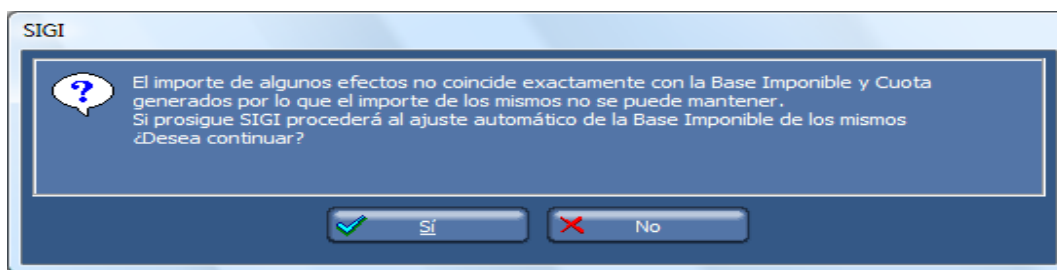 SIGI
El importe de algunos efectos no coincide exactamente con la Base Imponible y Cuota
generados por lo que el importe de los mismos no se puede mantener.
Si prosigue SIGI procederá al ajuste automático de la Base Imponible de los mismos
¿Desea continuar?
Sí
No